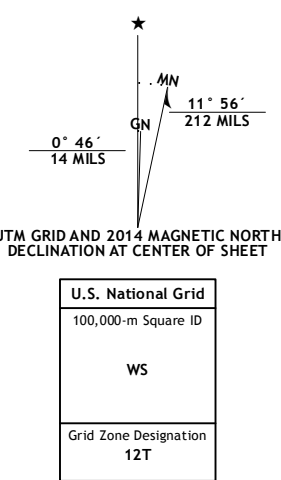 ★
MN
GN
11° 56´
212 MILS
0° 46´
14 MILS
UTM GRID AND 2014 MAGNETIC NORTH
DECLINATION AT CENTER OF SHEET
U.S. National Grid
100,000-m Square ID
WS
Grid Zone Designation
12T